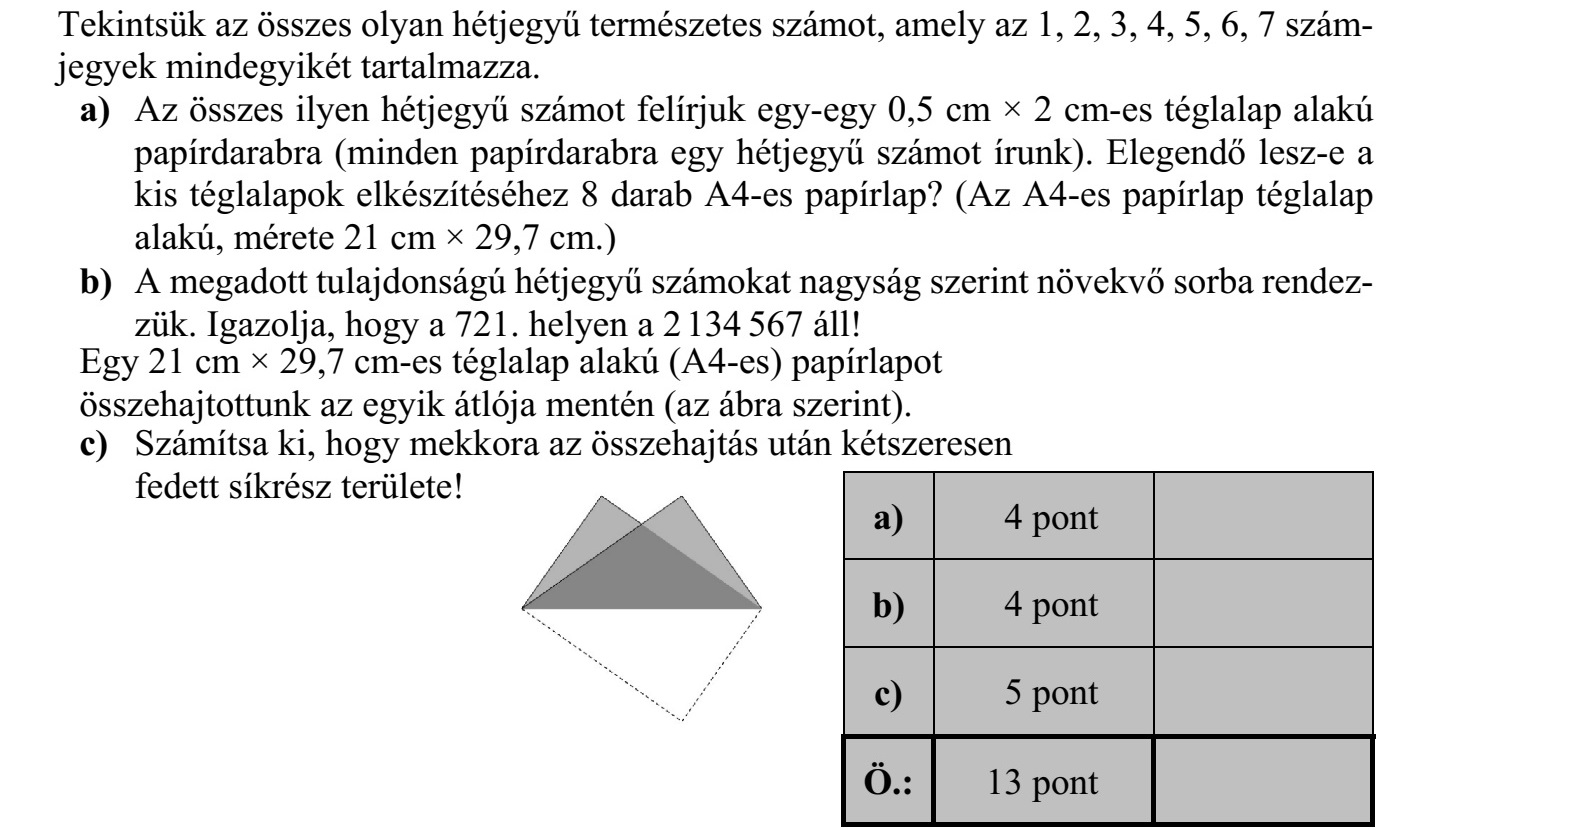 Tekintsük az összes olyan hétjegyű természetes számot, amely az 1, 2, 3, 4, 5, 6, 7 szám-
jegyek mindegyikét tartalmazza.
a) Az összes ilyen hétjegyű számot felírjuk egy-egy 0,5 cm × 2 cm-es téglalap alakú
papírdarabra (minden papírdarabra egy hétjegyű számot írunk). Elegendő lesz-e a
kis téglalapok elkészítéséhez 8 darab A4-es papírlap? (Az A4-es papírlap téglalap
alakú, mérete 21 cm × 29,7 cm.)
b) A megadott tulajdonságú hétjegyű számokat nagyság szerint növekvő sorba rendez-
zük. Igazolja, hogy a 721. helyen a 2 134 567 áll!
Egy 21 cm × 29,7 cm-es téglalap alakú (A4-es) papírlapot
összehajtottunk az egyik átlója mentén (az ábra szerint).
c) Számítsa ki, hogy mekkora az összehajtás után kétszeresen
fedett síkrész területe!
a) 4 pont
b) 4 pont
c) 5 pont
Ö.: 13 pont